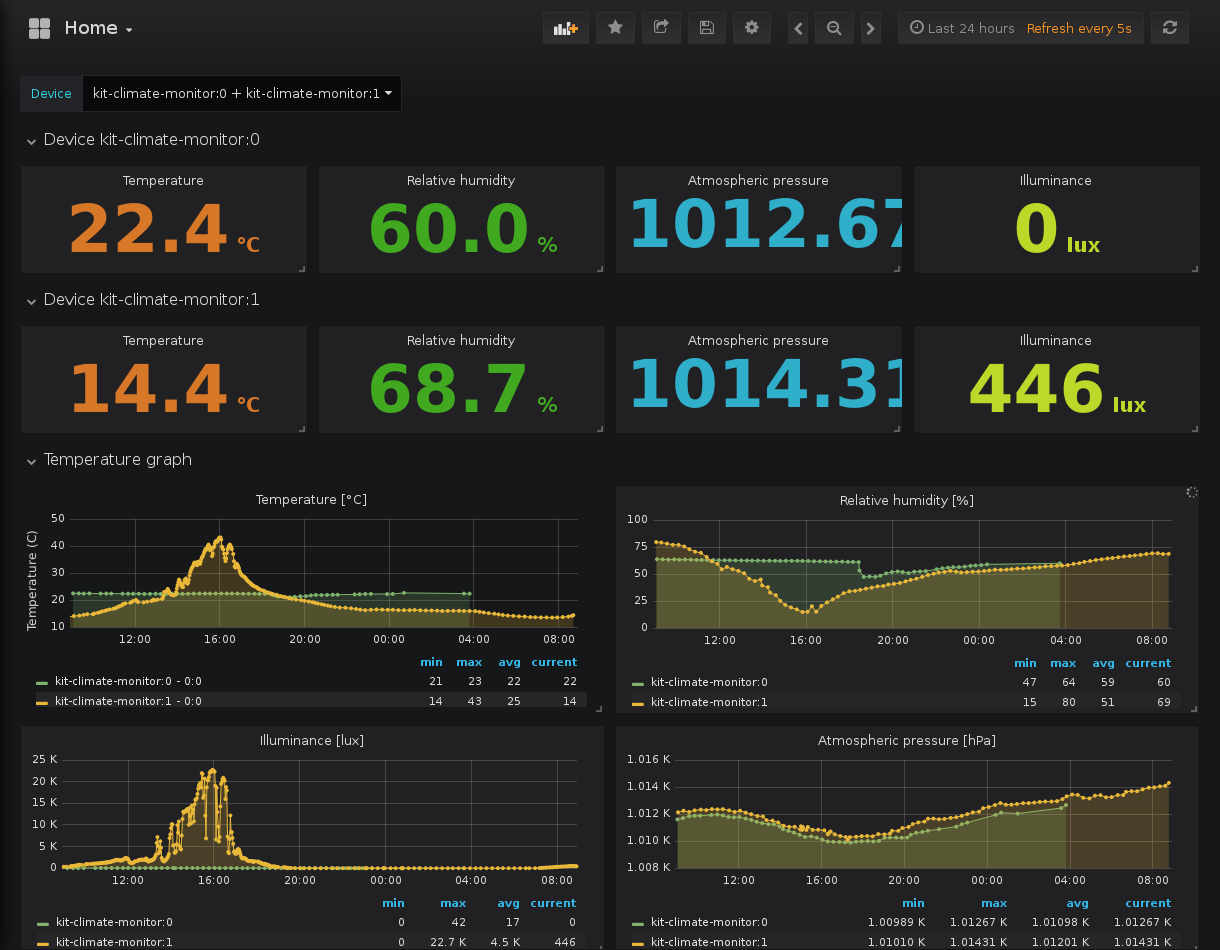 Home
Last 24 hours Refresh every 5s
Device kit-climate-monitor:0 + kit-climate-monitor:1
Device kit-climate-monitor:0
Temperature Relative humidity Atmospheric pressure Illuminance
22.4 °C 60.0 % 1012.67 0 lux
Device kit-climate-monitor:1
Temperature Relative humidity Atmospheric pressure Illuminance
14.4 °C 68.7 % 1014.31 446 lux
Temperature graph
Temperature [°C]
Temperature (C)
50
40
30
20
10
12:00 16:00 20:00 00:00 04:00 08:00
min max avg current
kit-climate-monitor:0 - 0:0 21 23 22 22
kit-climate-monitor:1 - 0:0 14 43 25 14
Relative humidity [%]
100
75
50
25
0
12:00 16:00 20:00 00:00 04:00 08:00
min max avg current
kit-climate-monitor:0 47 64 59 60
kit-climate-monitor:1 15 80 51 69
Illuminance [lux]
25 K
20 K
15 K
10 K
5 K
0
12:00 16:00 20:00 00:00 04:00 08:00
min max avg current
kit-climate-monitor:0 0 42 17 0
kit-climate-monitor:1 0 22.7 K 4.5 K 446
Atmospheric pressure [hPa]
1.016 K
1.014 K
1.012 K
1.010 K
1.008 K
12:00 16:00 20:00 00:00 04:00 08:00
min max avg current
kit-climate-monitor:0 1.00989 K 1.01267 K 1.01098 K 1.01267 K
kit-climate-monitor:1 1.01010 K 1.01431 K 1.01201 K 1.01431 K